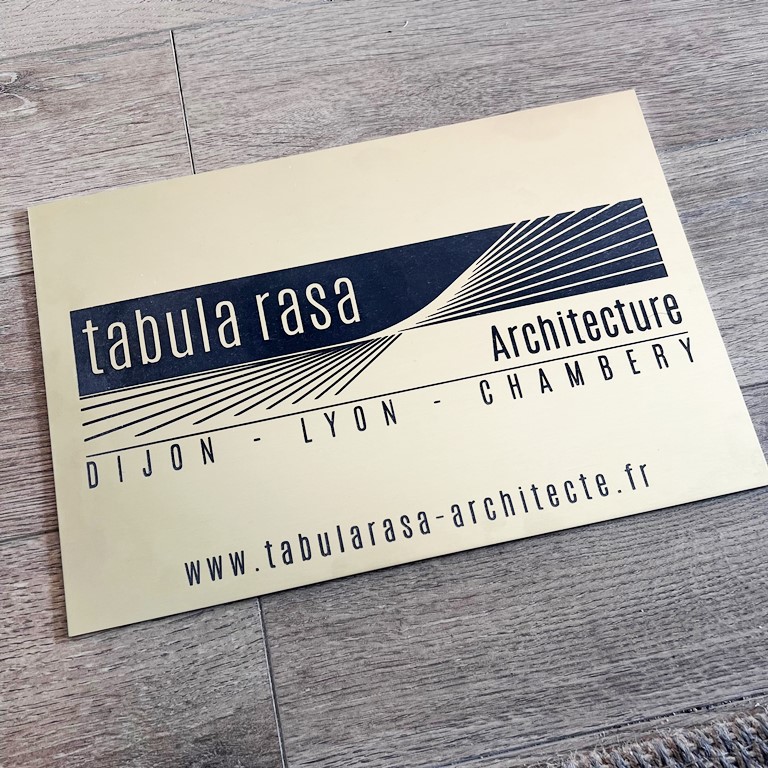 tabula rasa
Architecture
DIJON - LYON - CHAMBERY
www.tabularasa-architecte.fr